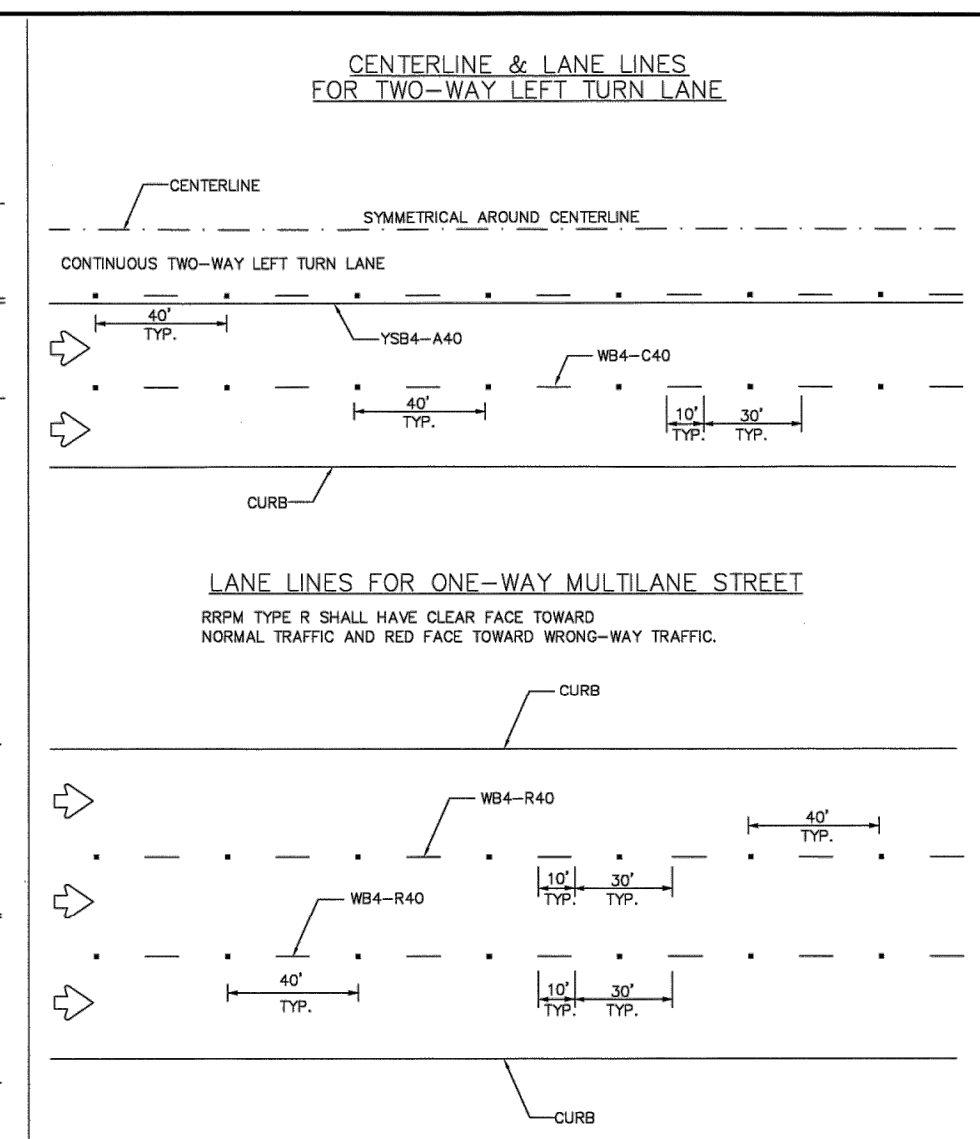 CENTERLINE & LANE LINES
FOR TWO-WAY LEFT TURN LANE
CENTERLINE
SYMMETRICAL AROUND CENTERLINE
CONTINUOUS TWO-WAY LEFT TURN LANE
40'
TYP.
YSB4-A40
WB4-C40
40'
TYP.
10'
TYP.
30'
TYP.
CURB
LANE LINES FOR ONE-WAY MULTILANE STREET
RRPM TYPE R SHALL HAVE CLEAR FACE TOWARD
NORMAL TRAFFIC AND RED FACE TOWARD WRONG-WAY TRAFFIC.
CURB
WB4-R40
40'
TYP.
10'
TYP.
30'
TYP.
WB4-R40
40'
TYP.
10'
TYP.
30'
TYP.
CURB